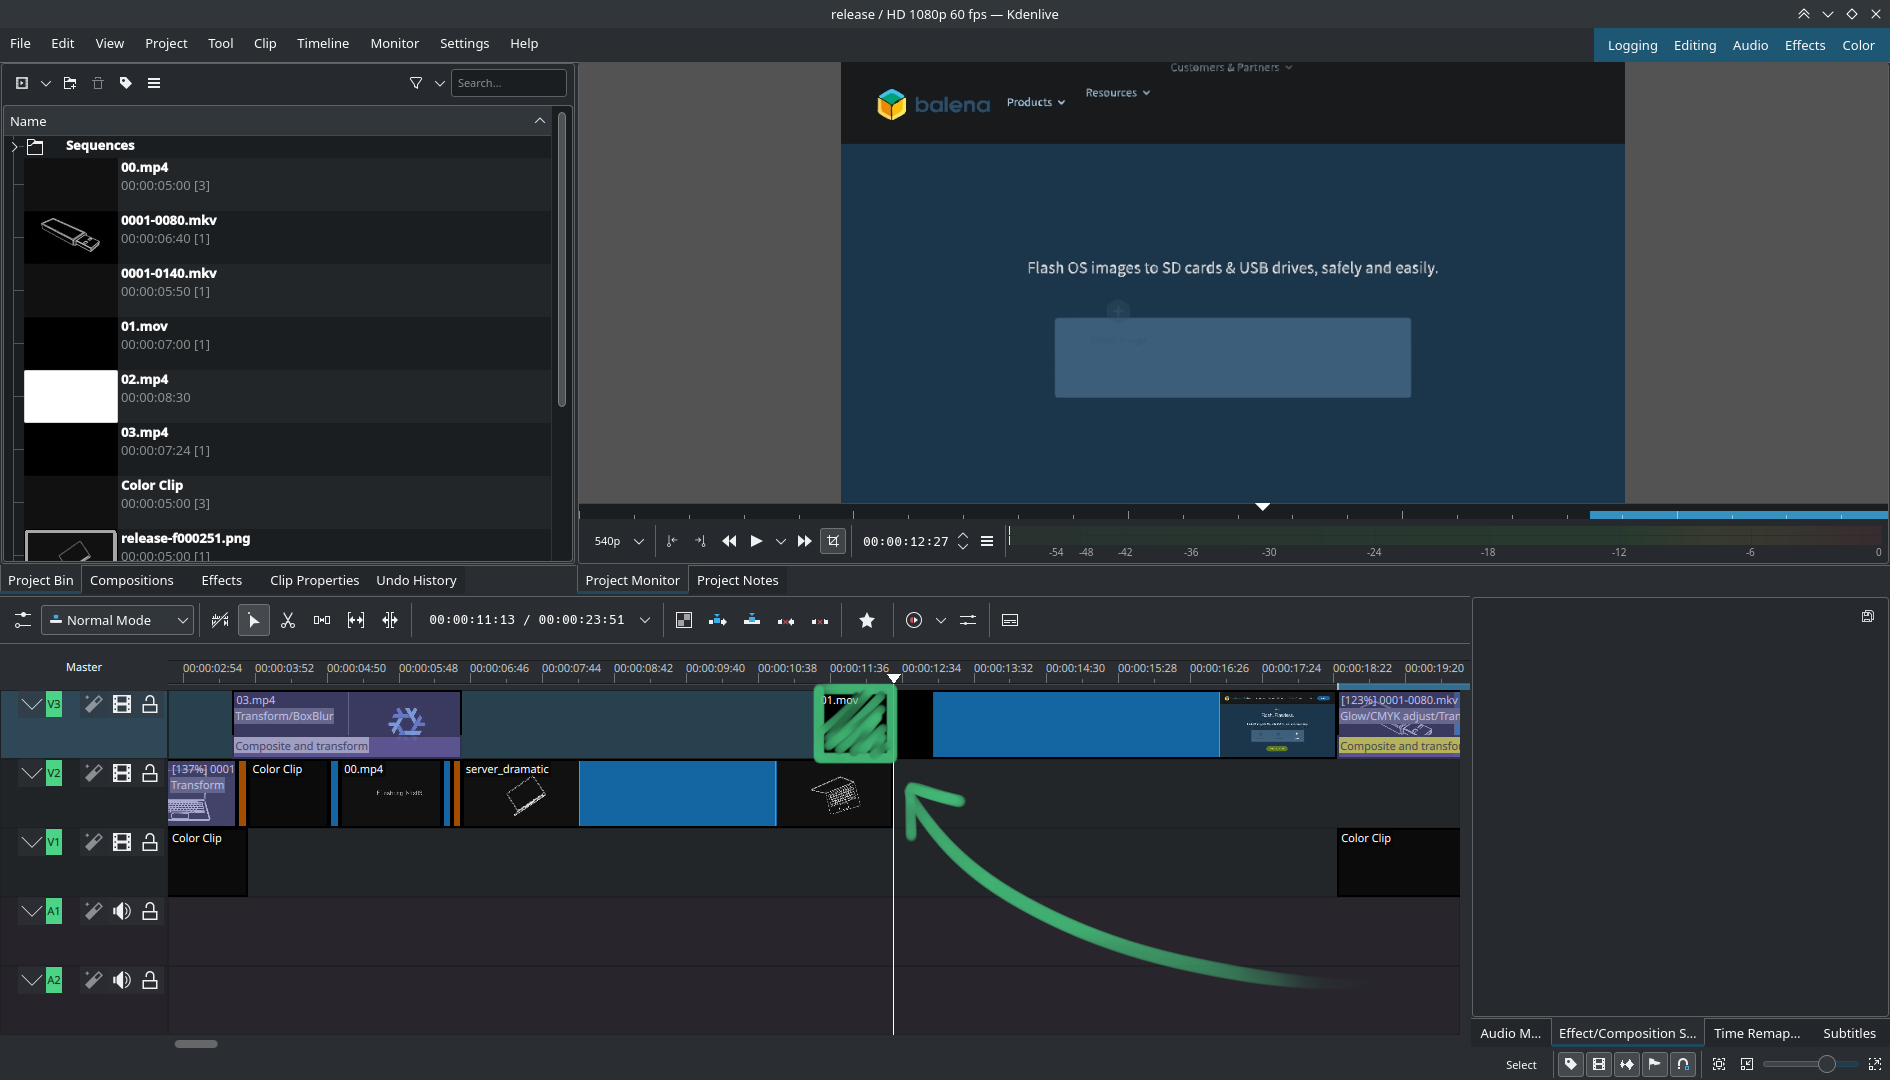 release / HD 1080p 60 fps — Kdenlive
File Edit View Project Tool Clip Timeline Monitor Settings Help
Logging Editing Audio Effects Color
Search...
Name
Sequences
00.mp4
00:00:05:00 [3]
0001-0080.mkv
00:00:06:40 [1]
0001-0140.mkv
00:00:05:50 [1]
01.mov
00:00:07:00 [1]
02.mp4
00:00:08:30
03.mp4
00:00:07:24 [1]
Color Clip
00:00:05:00 [3]
release-f000251.png
00:00:05:00 [1]
Customers & Partners
balena Products Resources
Flash OS images to SD cards & USB drives, safely and easily.
540p 00:00:12:27
-54 -48 -42 -36 -30 -24 -18 -12 -6 0
Project Bin Compositions Effects Clip Properties Undo History
Project Monitor Project Notes
Normal Mode 00:00:11:13 / 00:00:23:51
Master
00:00:02:54 00:00:03:52 00:00:04:50 00:00:05:48 00:00:06:46 00:00:07:44 00:00:08:42 00:00:09:40 00:00:10:38 00:00:11:36 00:00:12:34 00:00:13:32 00:00:14:30 00:00:15:28 00:00:16:26 00:00:17:24 00:00:18:22 00:00:19:20
V3
03.mp4
Transform/BoxBlur
Composite and transform
01.mov
Flash. Flawless.
[123%] 0001-0080.mkv
Glow/CMYK adjust/Tran
Composite and transfo
V2
[137%] 0001
Transform
Color Clip
00.mp4
Flashing NixOS
server_dramatic
V1
Color Clip
Color Clip
A1
A2
Audio M... Effect/Composition S... Time Remap... Subtitles
Select